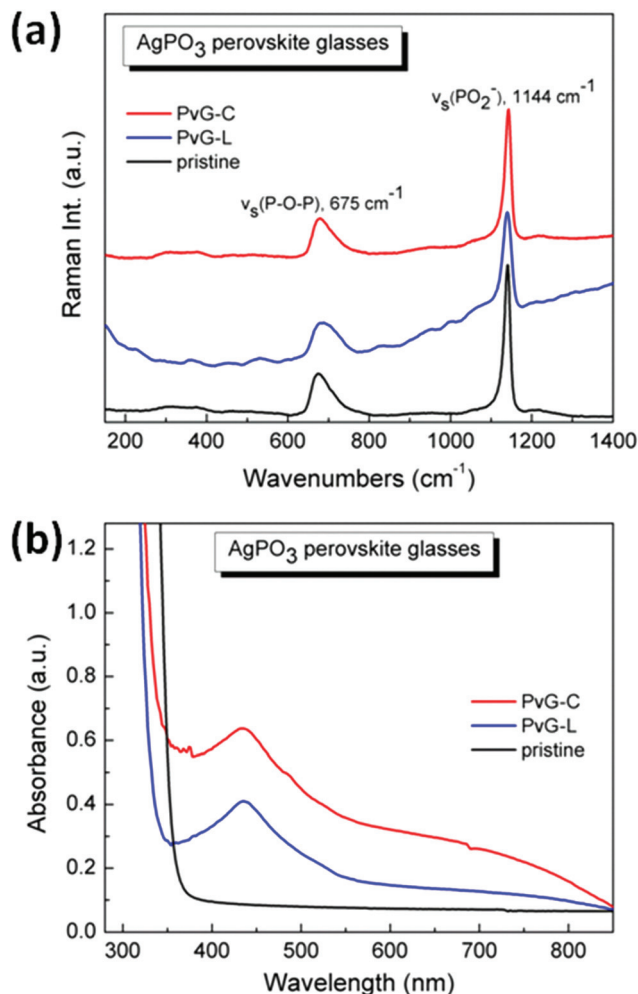 (a)
AgPO3 perovskite glasses
PvG-C
PvG-L
pristine
νs(PO2-), 1144 cm-1
νs(P-O-P), 675 cm-1
Raman Int. (a.u.)
200 400 600 800 1000 1200 1400
Wavenumbers (cm-1)
(b)
AgPO3 perovskite glasses
1.2
1.0
0.8
0.6
0.4
0.2
0.0
PvG-C
PvG-L
pristine
Absorbance (a.u.)
300 400 500 600 700 800
Wavelength (nm)